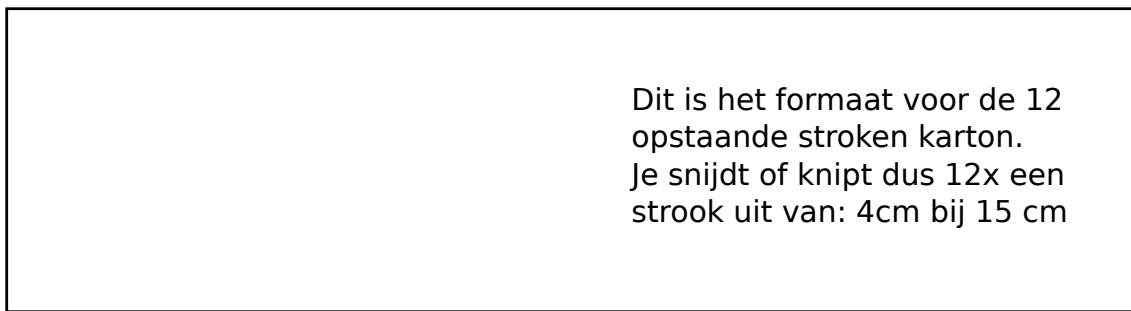 Dit is het formaat voor de 12
opstaande stroken karton.
Je snijdt of knipt dus 12x een
strook uit van: 4cm bij 15 cm